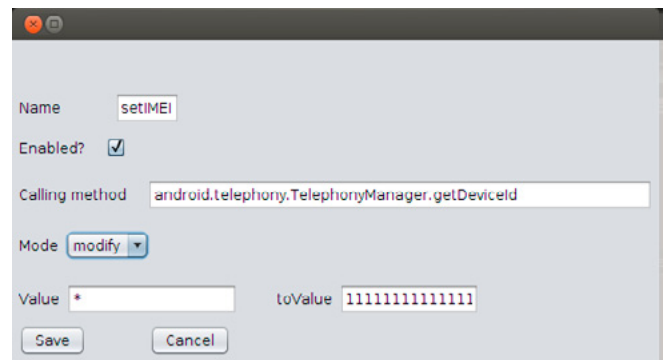 Name setIMEI
Enabled?
Calling method android.telephony.TelephonyManager.getDeviceId
Mode modify
Value * toValue 11111111111111
Save Cancel